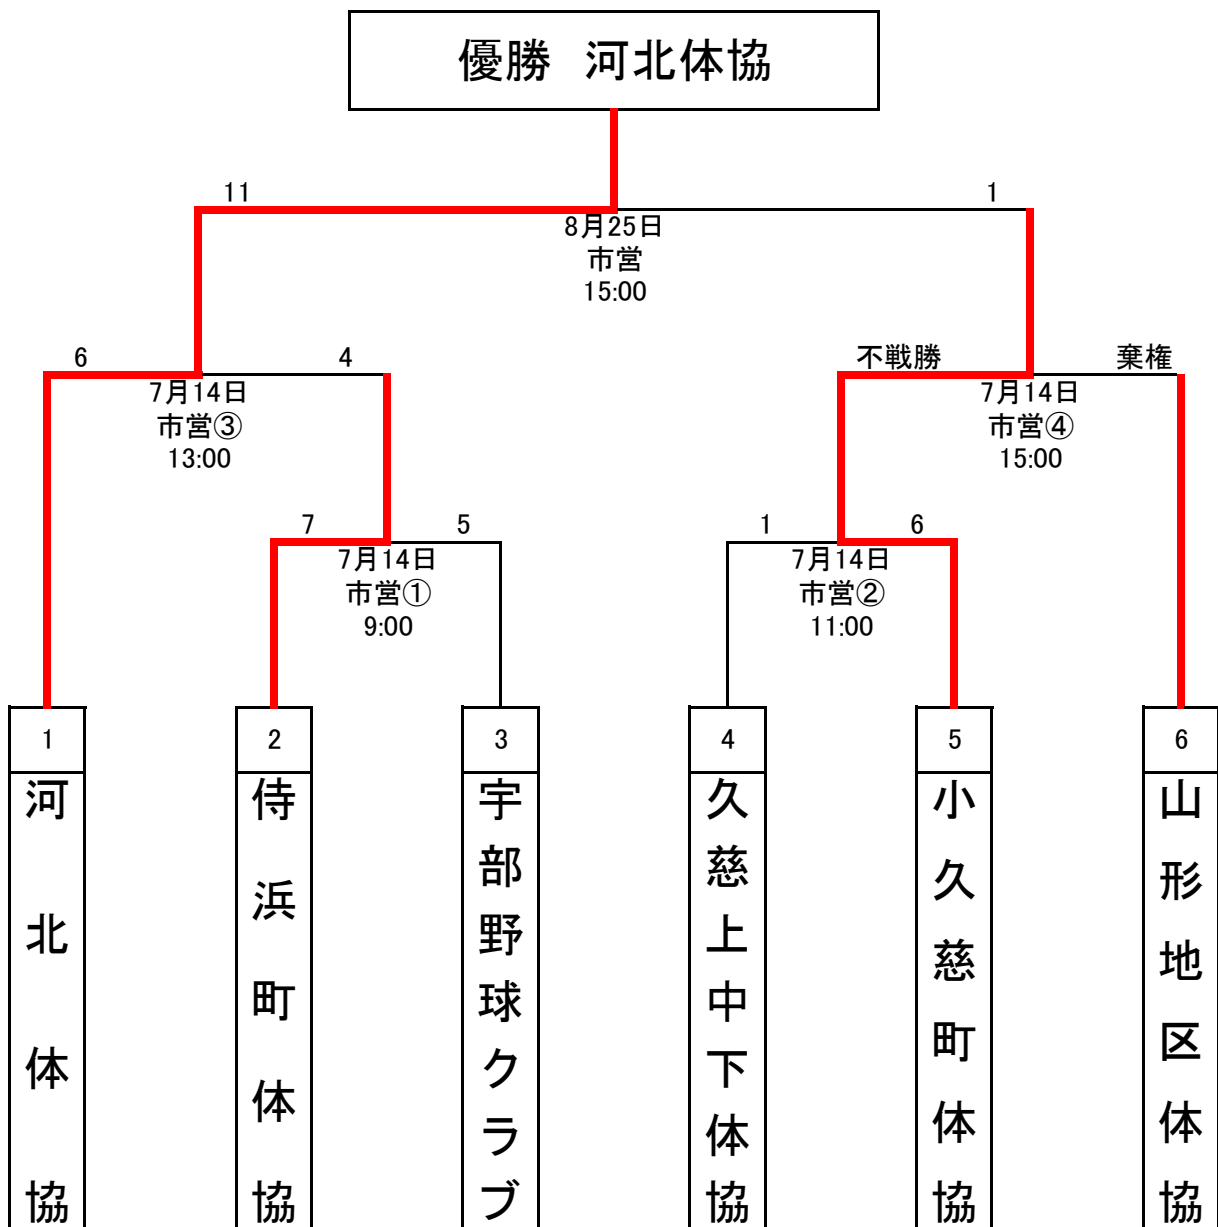 優勝　河北体協
11
1
8月25日
市営
15:00
6
4
不戦勝
棄権
7月14日
市営③
13:00
7月14日
市営④
15:00
7
5
1
6
7月14日
市営①
9:00
7月14日
市営②
11:00
1
2
3
4
5
6
河北体協
侍浜町体協
宇部野球クラブ
久慈上中下体協
小久慈町体協
山形地区体協